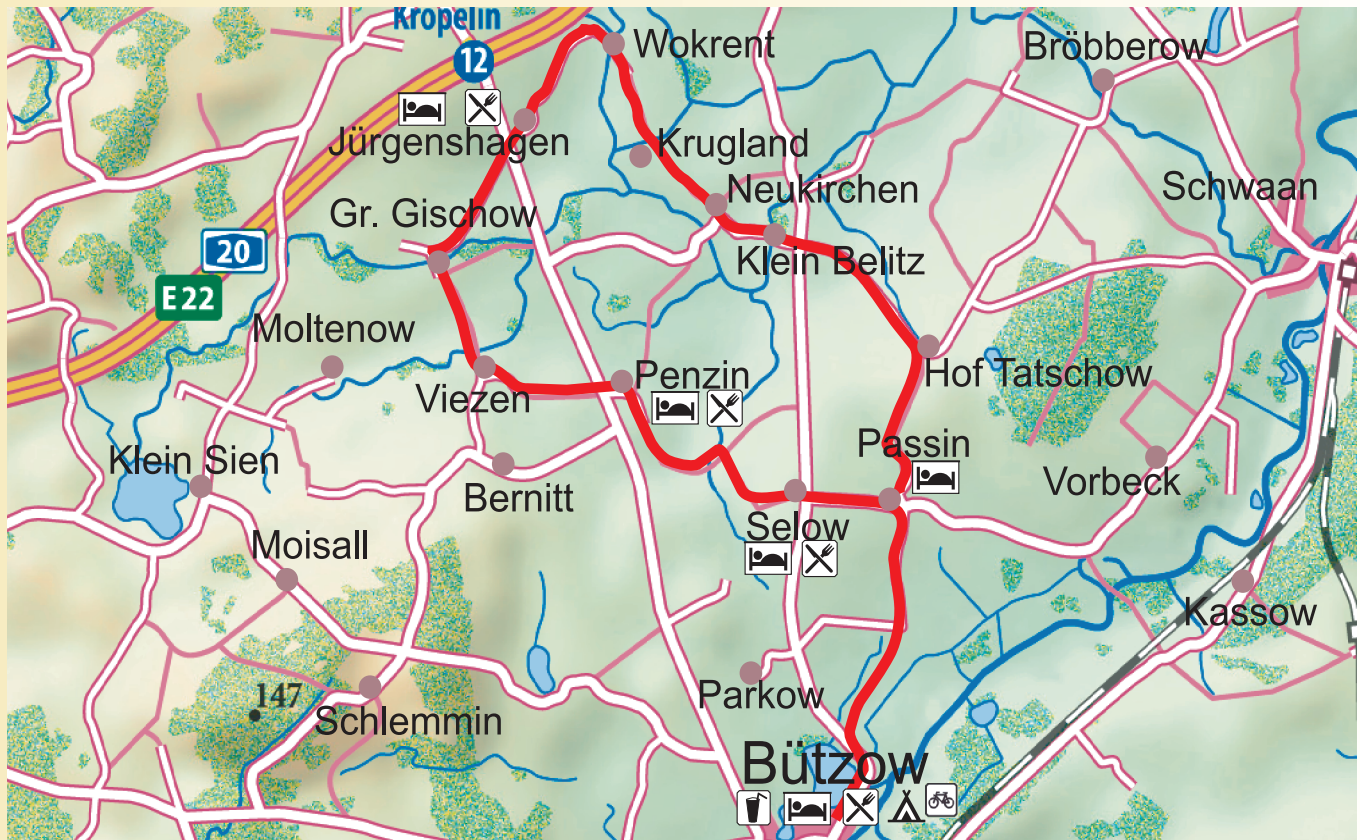 Kröpelin
12
Wokrent
Bröbberow
Jürgenshagen
Krugland
Neukirchen
Schwaan
Gr. Gischow
Klein Belitz
20
E22
Moltenow
Viezen
Penzin
Hof Tatschow
Klein Sien
Bernitt
Passin
Vorbeck
Selow
Moisall
Kassow
147
Schlemmin
Parkow
Bützow